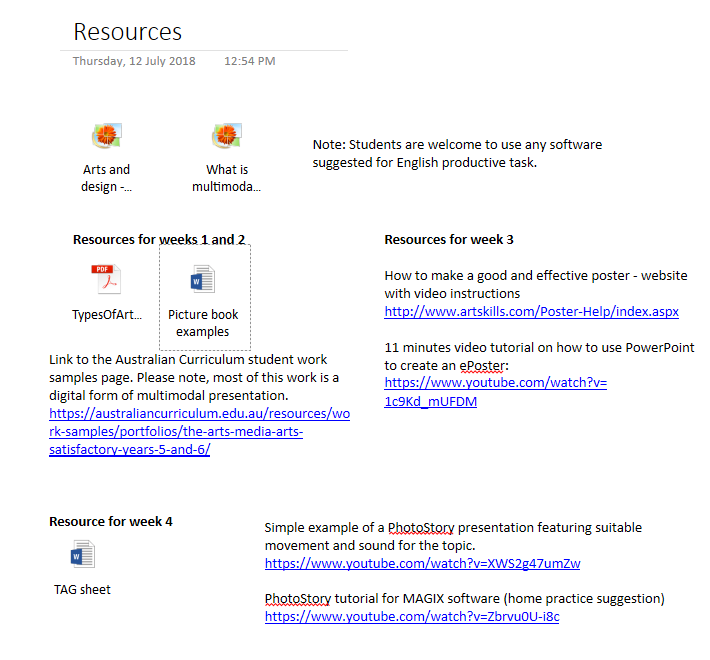 Resources
Thursday, 12 July 2018 12:54 PM
Arts and
design -...
What is
multimoda...
Note: Students are welcome to use any software
suggested for English productive task.
Resources for weeks 1 and 2
PDF
TypesOfArt...
W
Picture book
examples
Link to the Australian Curriculum student work
samples page. Please note, most of this work is a
digital form of multimodal presentation.
https://australiancurriculum.edu.au/resources/wo
rk-samples/portfolios/the-arts-media-arts-
satisfactory-years-5-and-6/
Resources for week 3
How to make a good and effective poster - website
with video instructions
http://www.artskills.com/Poster-Help/index.aspx
11 minutes video tutorial on how to use PowerPoint
to create an ePoster:
https://www.youtube.com/watch?v=
1c9Kd_mUFDM
Resource for week 4
W
TAG sheet
Simple example of a PhotoStory presentation featuring suitable
movement and sound for the topic.
https://www.youtube.com/watch?v=XWS2g47umZw
PhotoStory tutorial for MAGIX software (home practice suggestion)
https://www.youtube.com/watch?v=Zbrvu0U-i8c